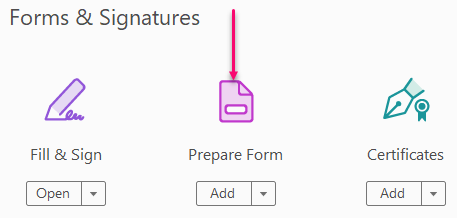 Forms & Signatures
Fill & Sign
Prepare Form
Certificates
Open
Add
Add